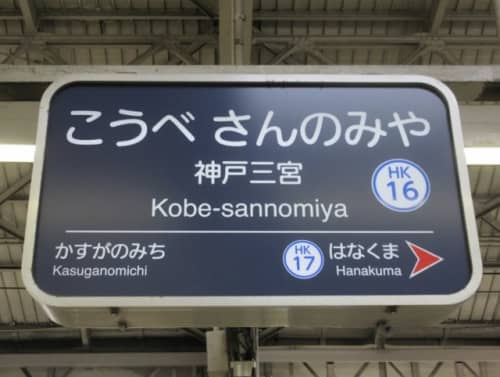 こうべ さんのみや
神戸三宮
HK
16
Kobe-sannomiya
かすがのみち
Kasuganomichi
HK
17
はなくま
Hanakuma